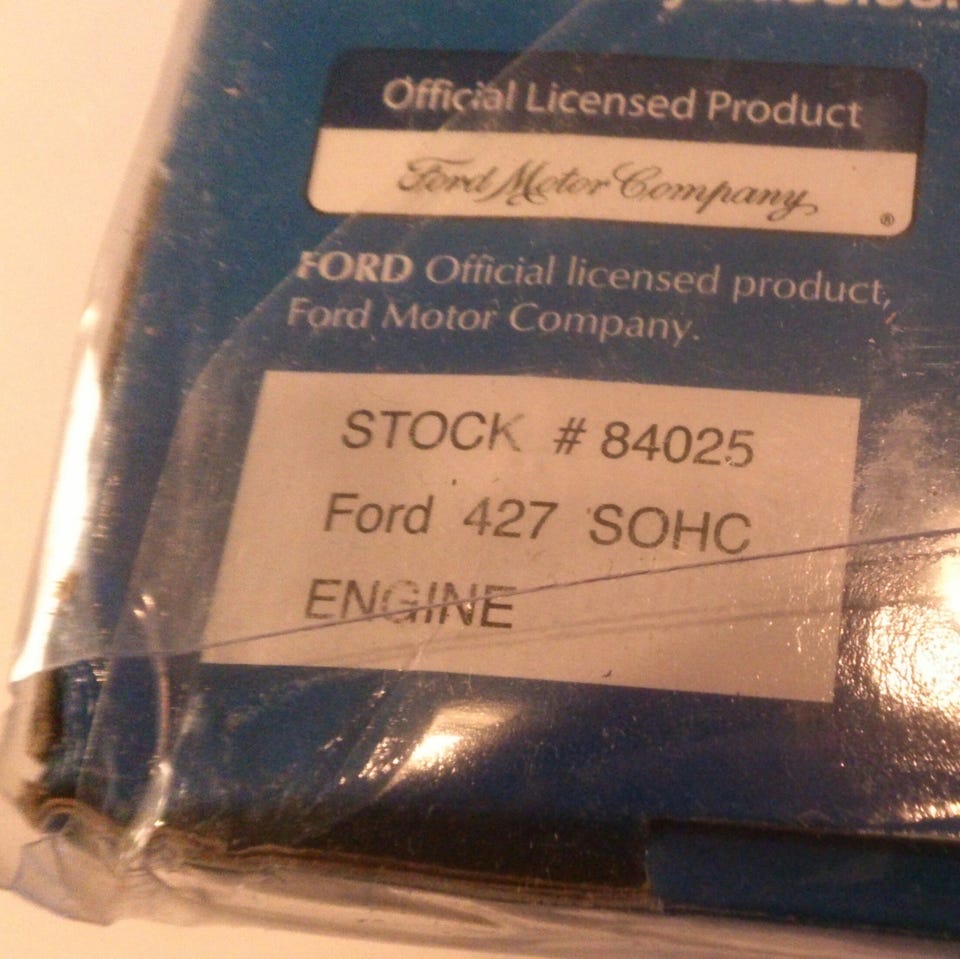 Official Licensed Product
Ford Motor Company
®
FORD Official licensed product,
Ford Motor Company.
STOCK # 84025
Ford 427 SOHC
ENGINE